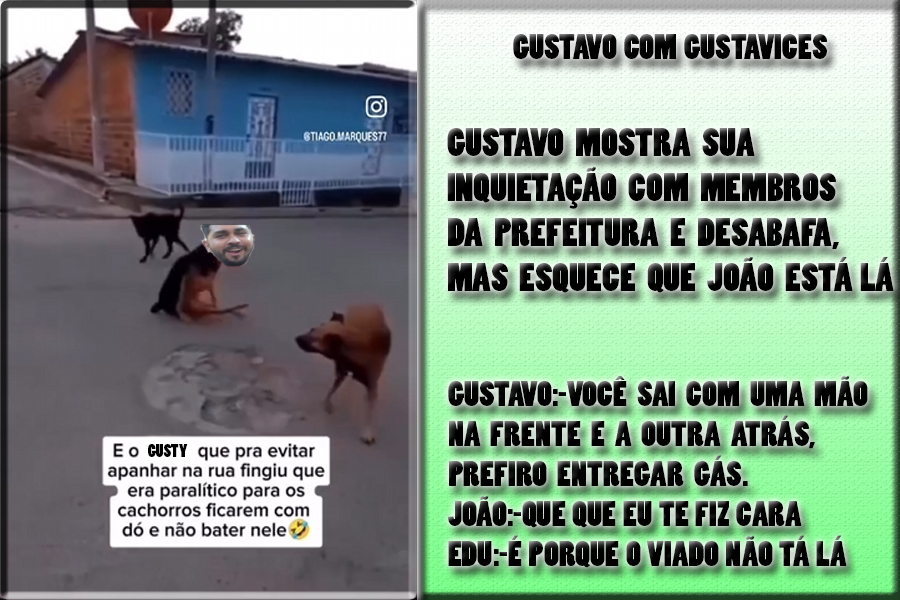 @TIAGO.MARQUES77
E o GUSTY que pra evitar
apanhar na rua fingiu que
era paralítico para os
cachorros ficarem com
dó e não bater nele🤣
GUSTAVO COM GUSTAVICES
GUSTAVO MOSTRA SUA
INQUIETAÇÃO COM MEMBROS
DA PREFEITURA E DESABAFA,
MAS ESQUECE QUE JOÃO ESTÁ LÁ
GUSTAVO:-VOCÊ SAI COM UMA MÃO
NA FRENTE E A OUTRA ATRÁS,
PREFIRO ENTREGAR GÁS.
JOÃO:-QUE QUE EU TE FIZ CARA
EDU:-É PORQUE O VIADO NÃO TÁ LÁ